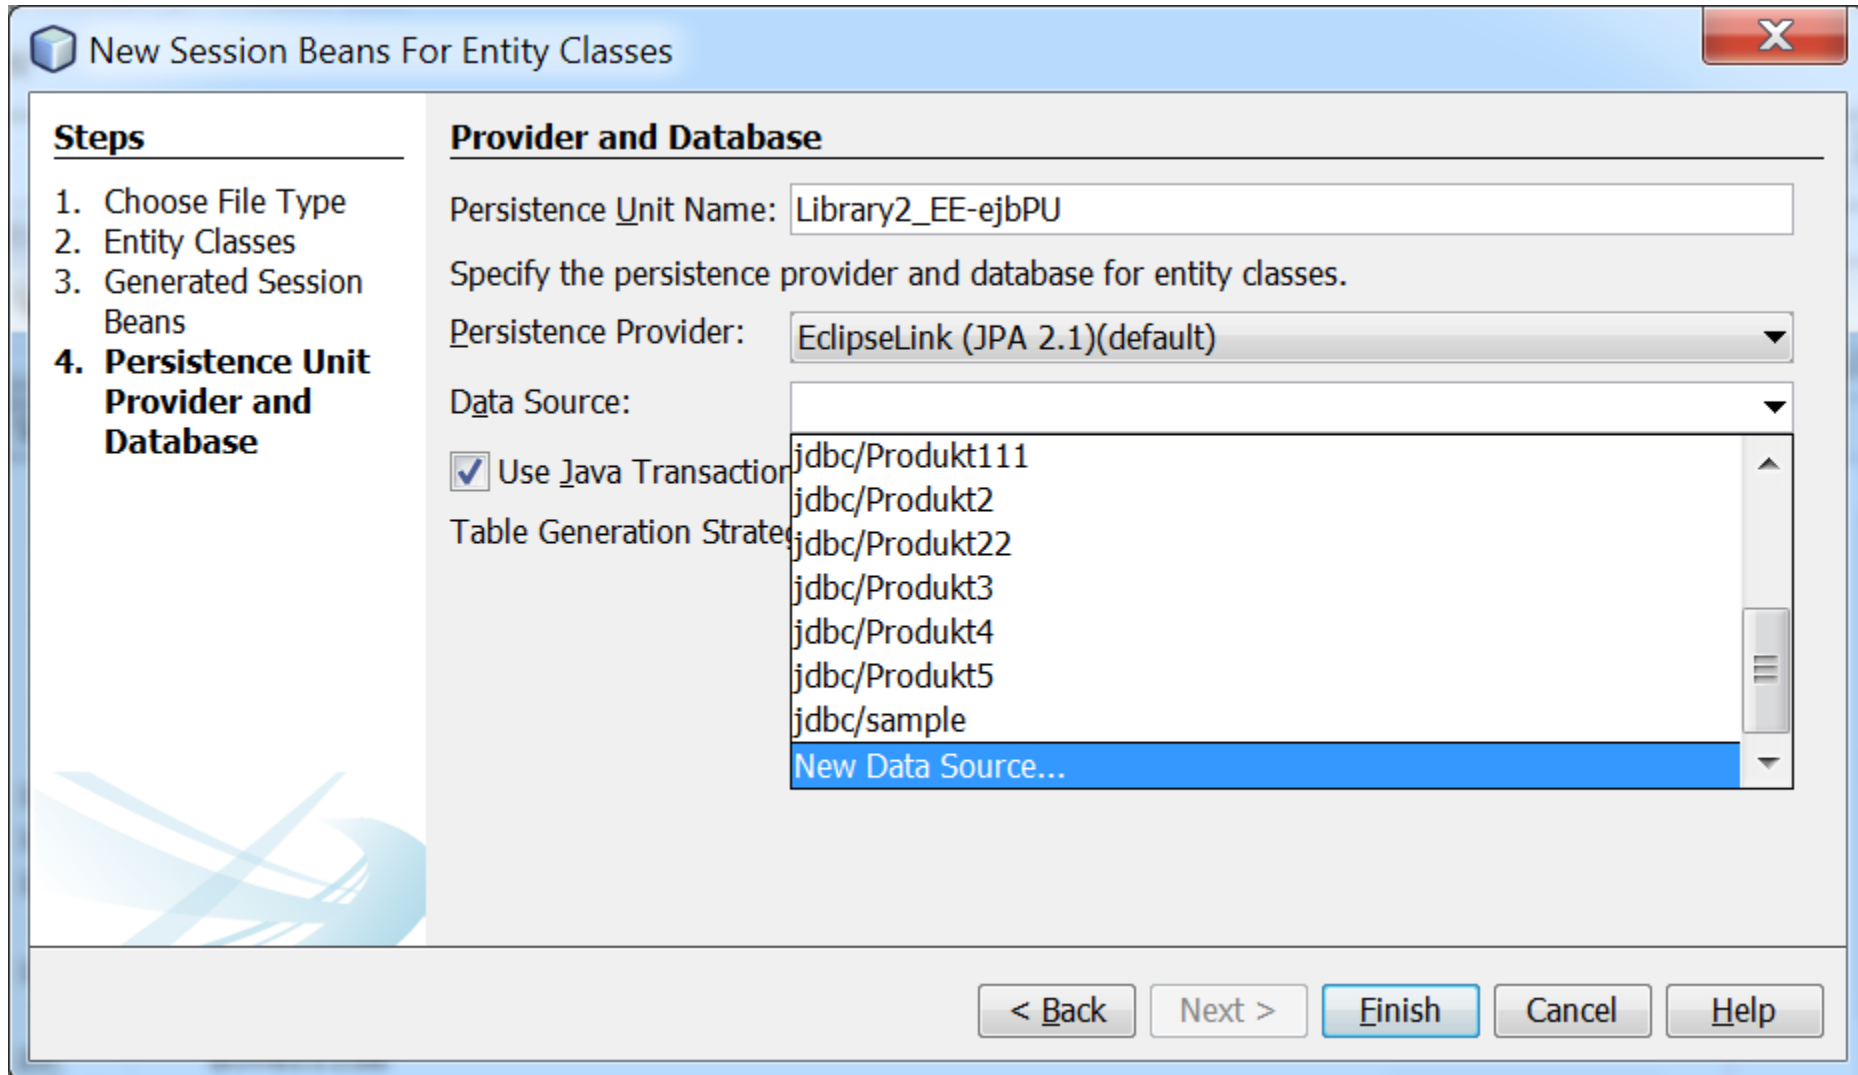 New Session Beans For Entity Classes
Steps
1. Choose File Type
2. Entity Classes
3. Generated Session
Beans
4. Persistence Unit
Provider and
Database
Provider and Database
Persistence Unit Name: Library2_EE-ejbPU
Specify the persistence provider and database for entity classes.
Persistence Provider: EclipseLink (JPA 2.1)(default)
Data Source:
Use Java Transaction
Table Generation Strateg
jdbc/Produkt111
jdbc/Produkt2
jdbc/Produkt22
jdbc/Produkt3
jdbc/Produkt4
jdbc/Produkt5
jdbc/sample
New Data Source...
< Back Next > Finish Cancel Help